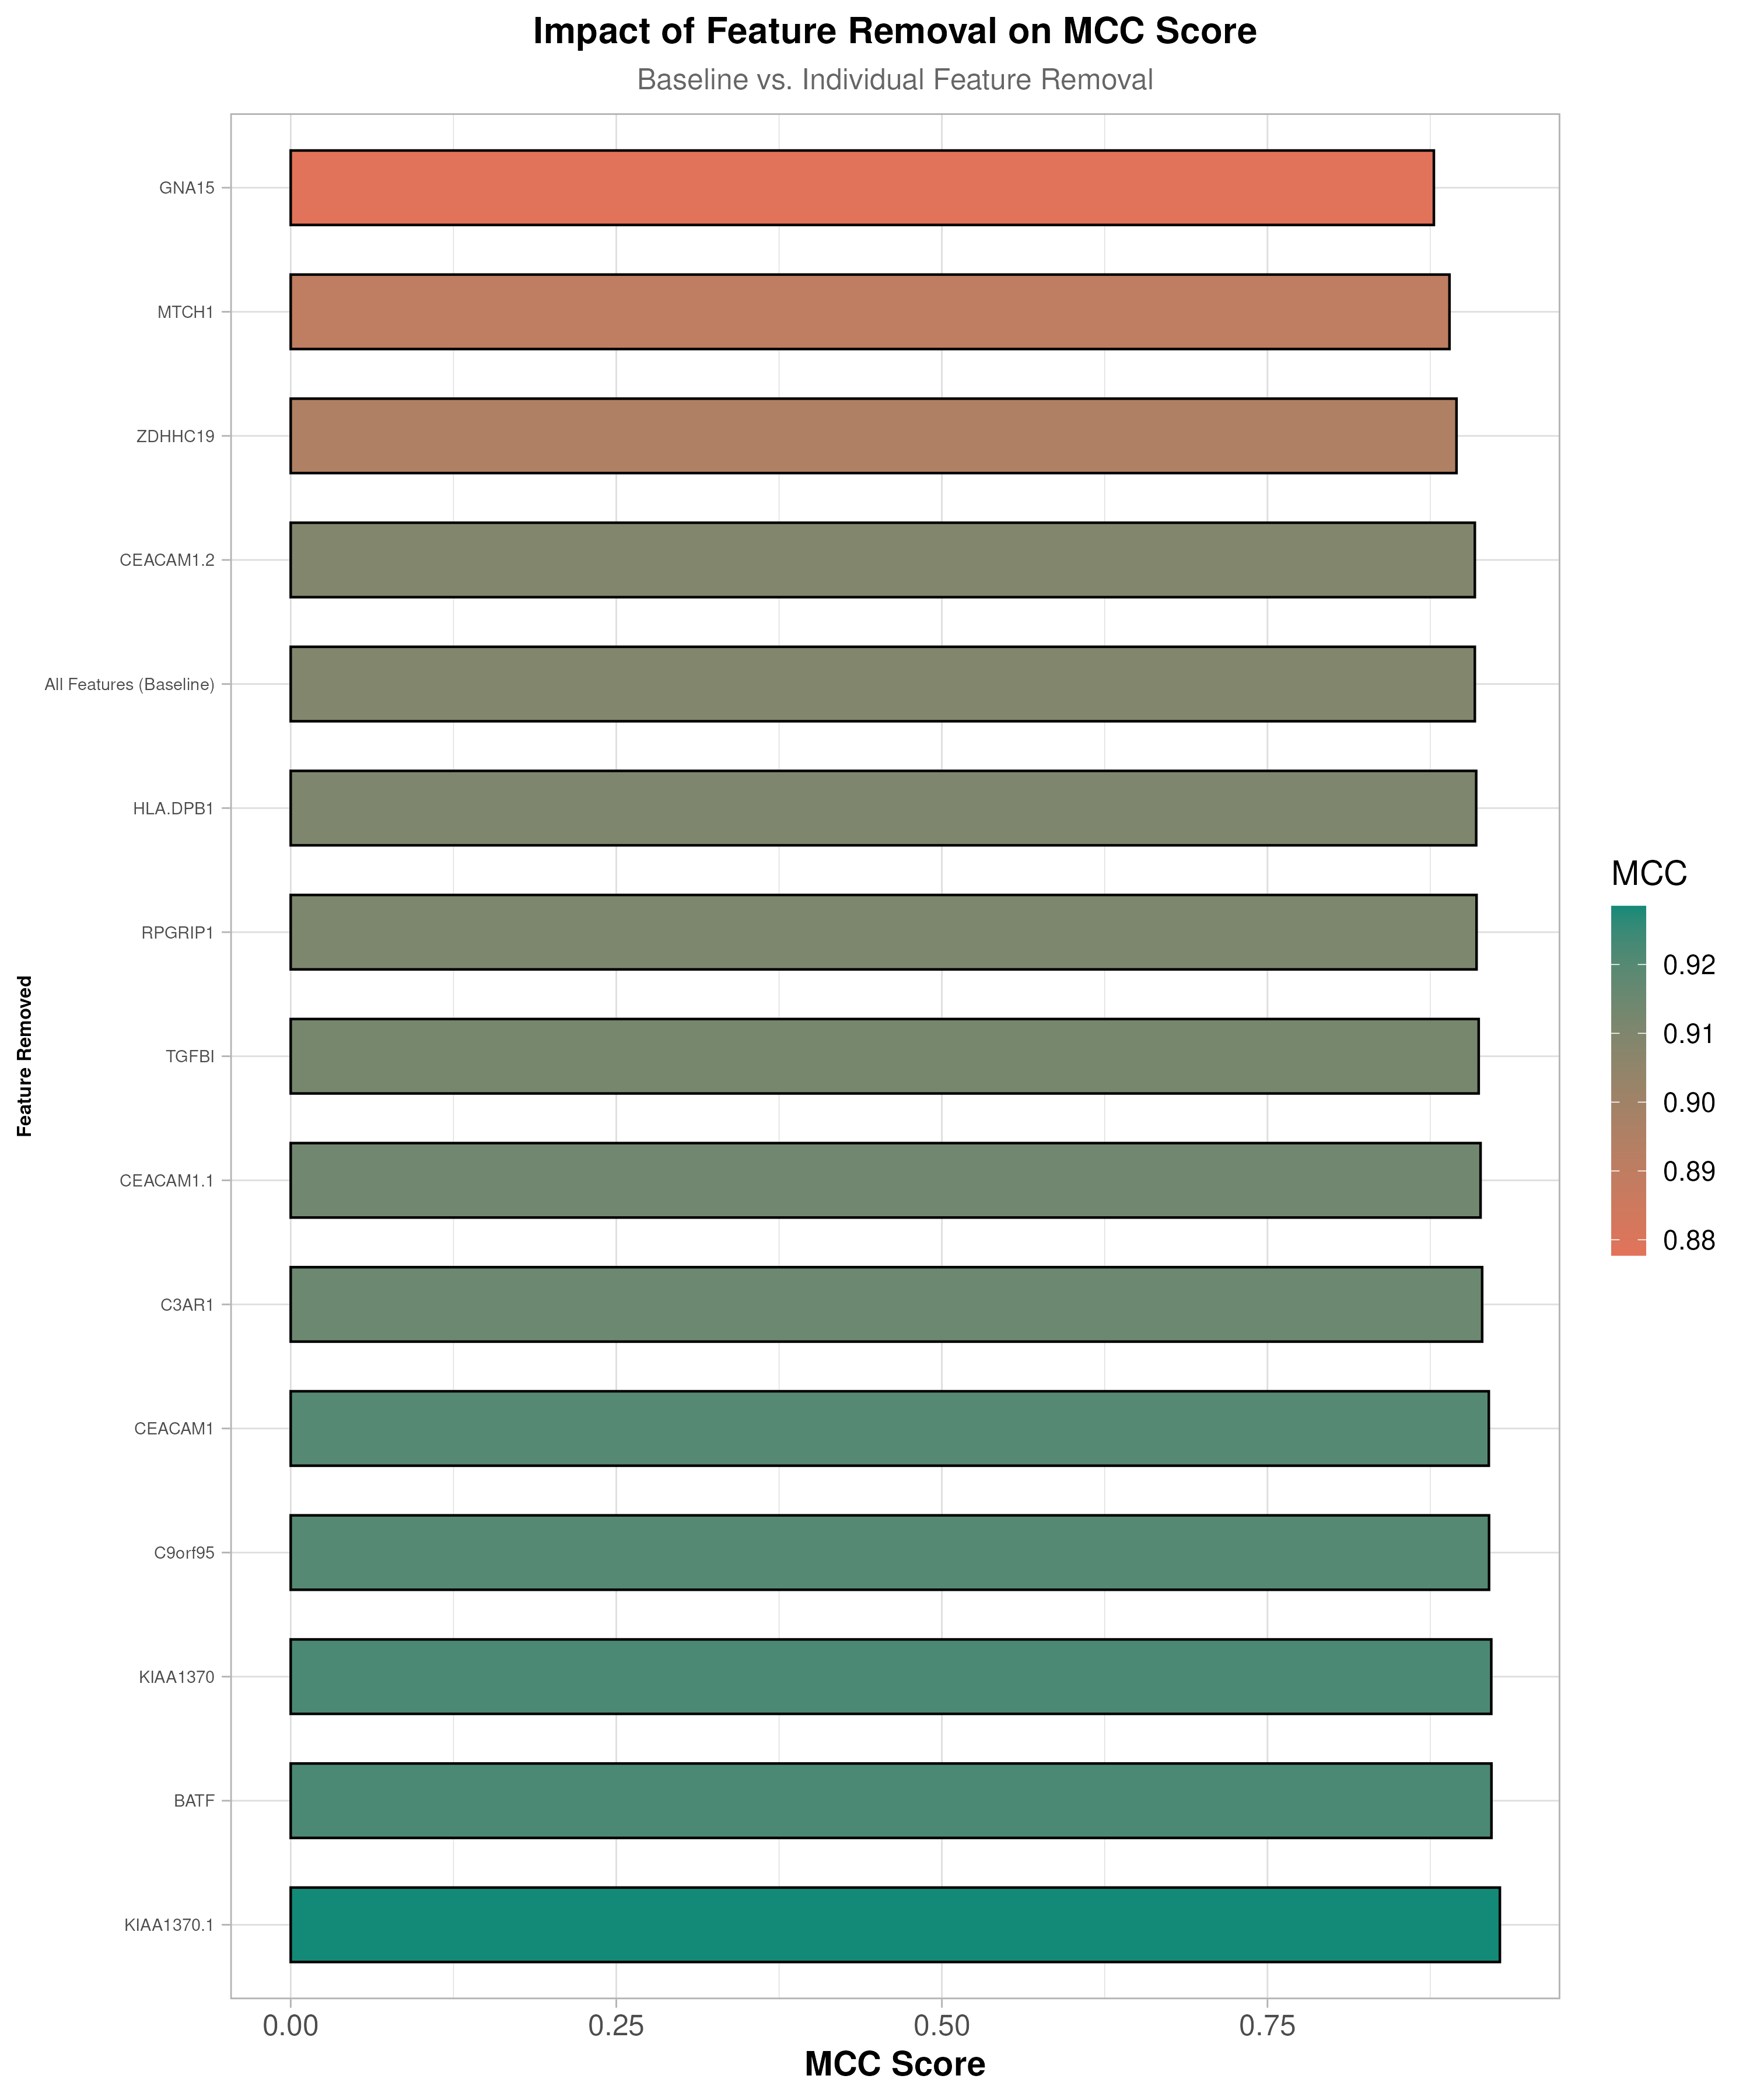 Impact of Feature Removal on MCC Score
Baseline vs. Individual Feature Removal
Feature Removed
GNA15
MTCH1
ZDHHC19
CEACAM1.2
All Features (Baseline)
HLA.DPB1
RPGRIP1
TGFBI
CEACAM1.1
C3AR1
CEACAM1
C9orf95
KIAA1370
BATF
KIAA1370.1
0.00 0.25 0.50 0.75
MCC Score
MCC
0.92
0.91
0.90
0.89
0.88